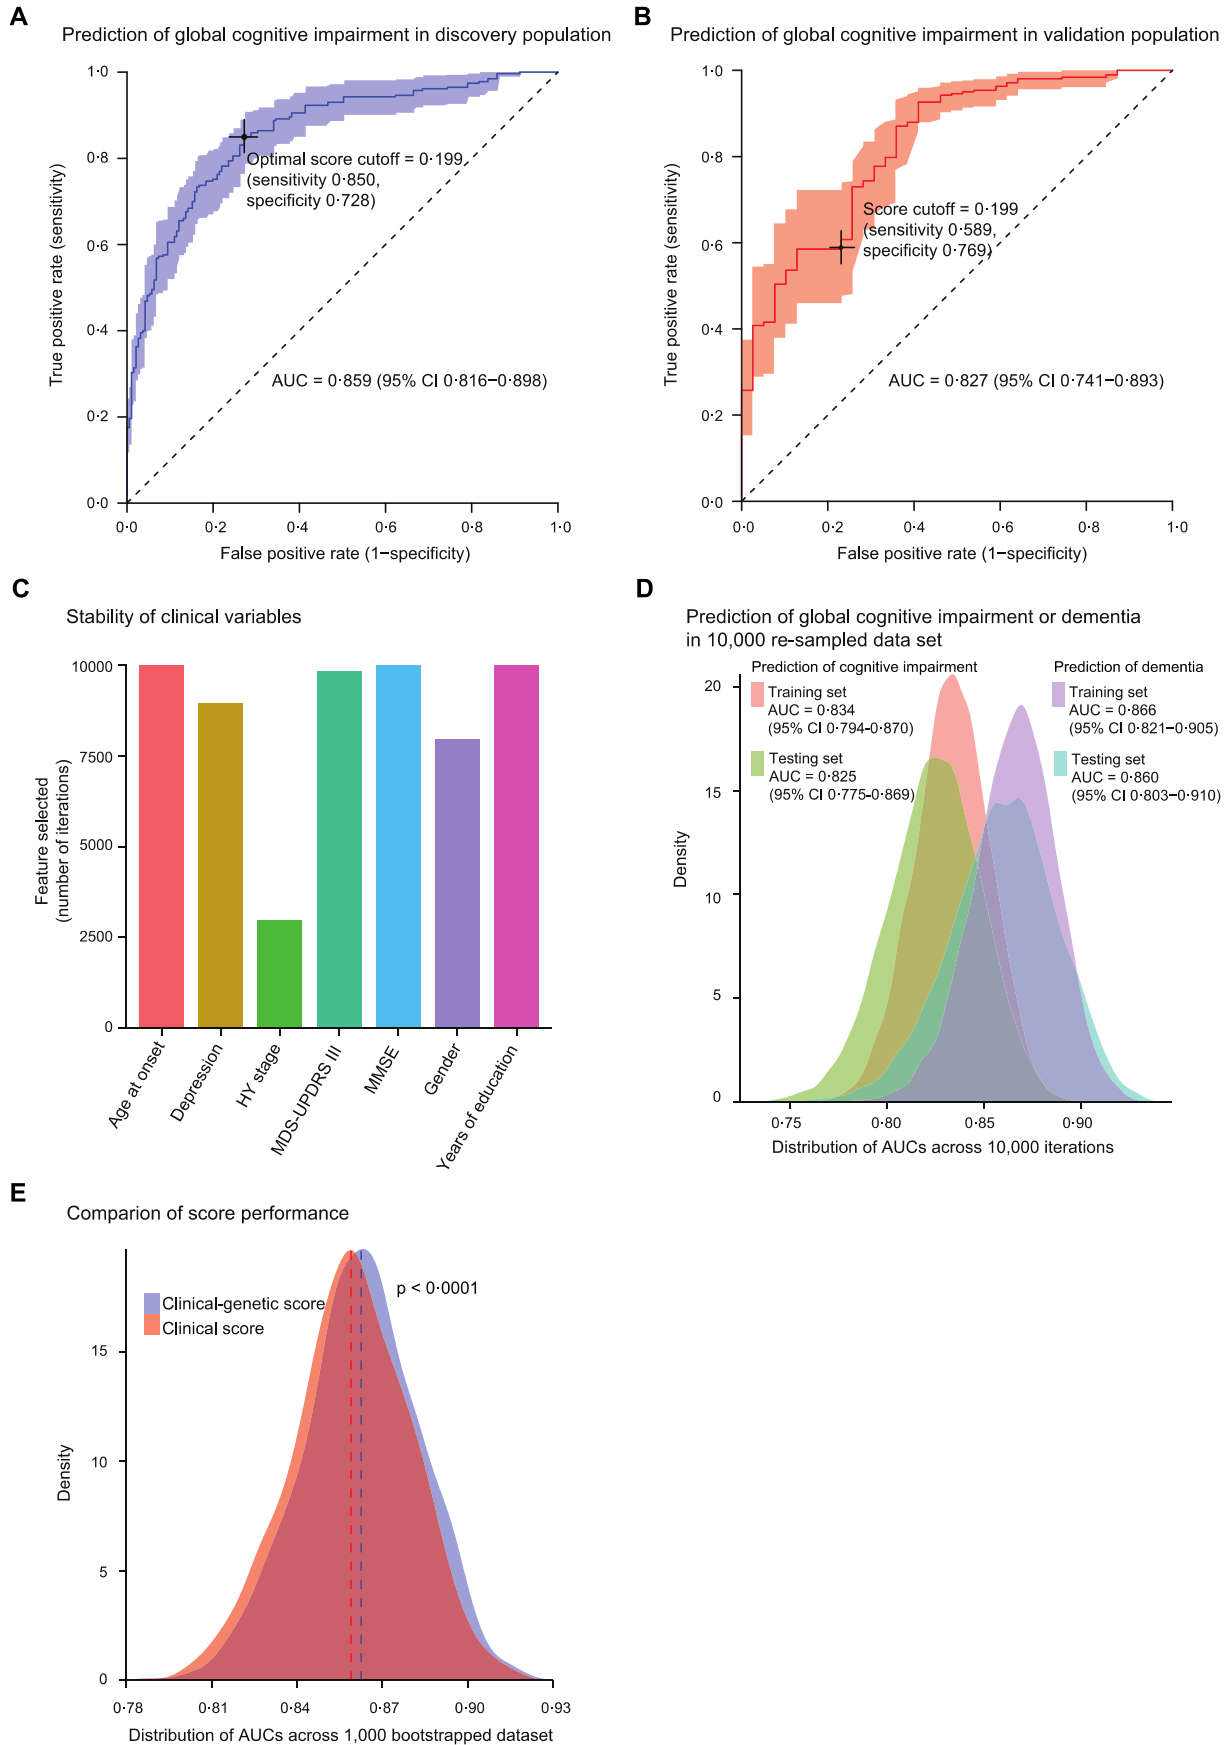 A
Prediction of global cognitive impairment in discovery population
1·0
0·8
0·6
0·4
0·2
0·0
True positive rate (sensitivity)
Optimal score cutoff = 0·199
(sensitivity 0·850,
specificity 0·728)
AUC = 0·859 (95% CI 0·816–0·898)
0·0
0·2
0·4
0·6
0·8
1·0
False positive rate (1–specificity)
B
Prediction of global cognitive impairment in validation population
1·0
0·8
0·6
0·4
0·2
0·0
True positive rate (sensitivity)
Score cutoff = 0·199
(sensitivity 0·589,
specificity 0·769)
AUC = 0·827 (95% CI 0·741–0·893)
0·0
0·2
0·4
0·6
0·8
1·0
False positive rate (1–specificity)
C
Stability of clinical variables
10000
7500
5000
2500
0
Feature selected
(number of iterations)
Age at onset
Depression
HY stage
MDS-UPDRS III
MMSE
Gender
Years of education
D
Prediction of global cognitive impairment or dementia
in 10,000 re-sampled data set
Prediction of cognitive impairment
Training set
AUC = 0·834
(95% CI 0·794-0·870)
Testing set
AUC = 0·825
(95% CI 0·775-0·869)
Prediction of dementia
Training set
AUC = 0·866
(95% CI 0·821–0·905)
Testing set
AUC = 0·860
(95% CI 0·803–0·910)
20
15
10
5
0
Density
0·75
0·80
0·85
0·90
Distribution of AUCs across 10,000 iterations
E
Comparion of score performance
Clinical-genetic score
Clinical score
p < 0·0001
15
10
5
0
Density
0·78
0·81
0·84
0·87
0·90
0·93
Distribution of AUCs across 1,000 bootstrapped dataset